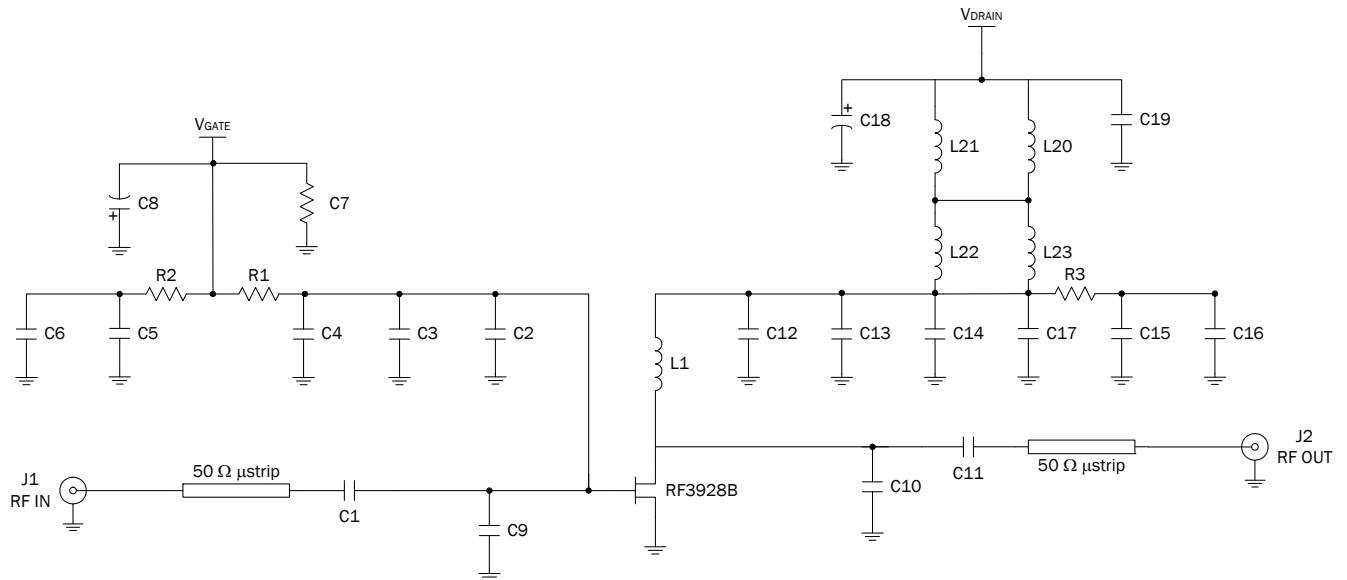 VDRAIN
+
C18
L21
L20
C19
VGATE
C8
+
C7
L22
L23
R2
R1
R3
C6
C5
C4
C3
C2
C12
C13
C14
C17
C15
C16
L1
J1
RF IN
50 Ω µstrip
C1
C9
RF3928B
C10
C11
50 Ω µstrip
J2
RF OUT